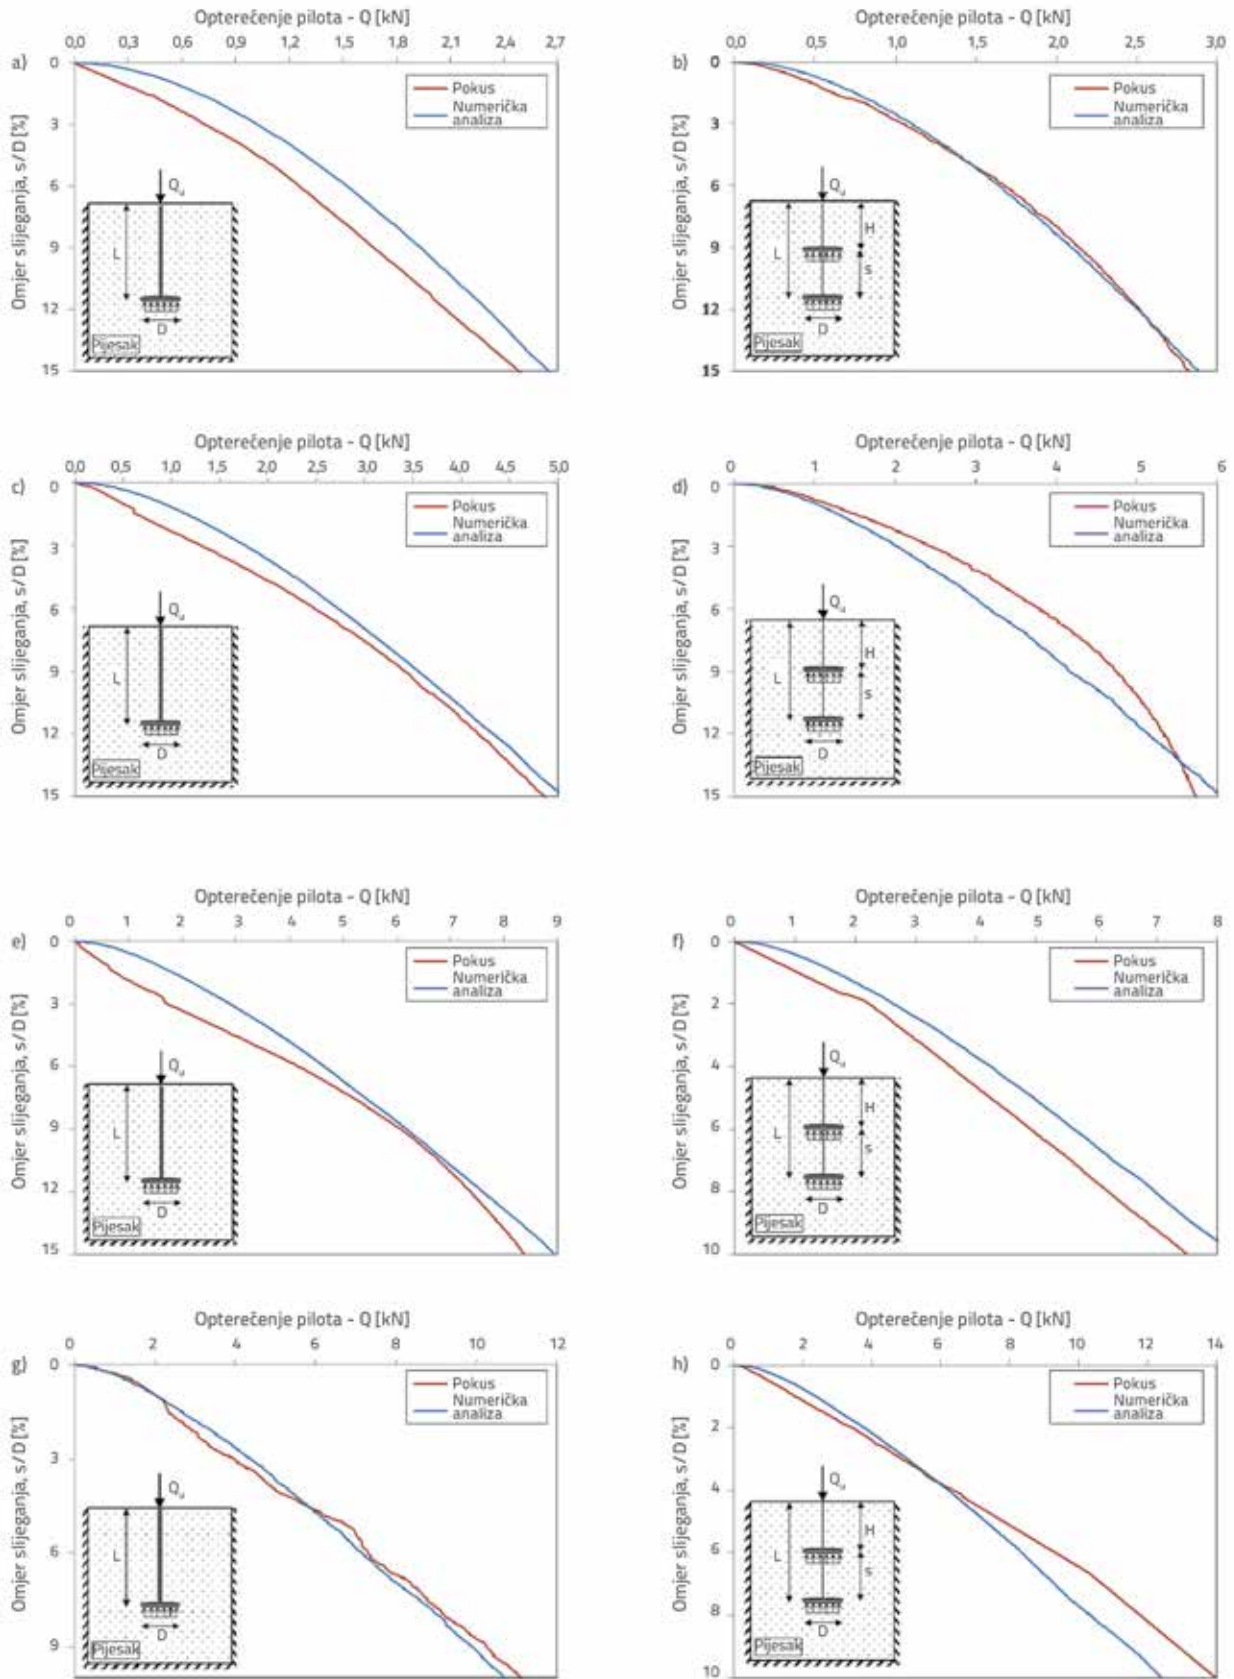 Opterečenje pilota - Q [kN]
0,0 0,3 0,6 0,9 1,2 1,5 1,8 2,1 2,4 2,7
a)
Omjer slijeganja, s/D [%]
0
3
6
9
12
15
Pokus
Numerička
analiza
Qu
L
D
Pijesak
Opterečenje pilota - Q [kN]
0,0 0,5 1,0 1,5 2,0 2,5 3,0
b)
Omjer slijeganja, s/D [%]
0
3
6
9
12
15
Pokus
Numerička
analiza
Qu
H
L
s
D
Pijesak
Opterečenje pilota - Q [kN]
0,0 0,5 1,0 1,5 2,0 2,5 3,0 3,5 4,0 4,5 5,0
c)
Omjer slijeganja, s/D [%]
0
3
6
9
12
15
Pokus
Numerička
analiza
Qu
L
D
Pijesak
Opterečenje pilota - Q [kN]
0 1 2 3 4 5 6
d)
Omjer slijeganja, s/D [%]
0
3
6
9
12
15
Pokus
Numerička
analiza
Qu
H
L
s
D
Pijesak
Opterečenje pilota - Q [kN]
0 1 2 3 4 5 6 7 8 9
e)
Omjer slijeganja, s/D [%]
0
3
6
9
12
15
Pokus
Numerička
analiza
Qu
L
D
Pijesak
Opterečenje pilota - Q [kN]
0 1 2 3 4 5 6 7 8
f)
Omjer slijeganja, s/D [%]
0
2
4
6
8
10
Pokus
Numerička
analiza
Qu
H
L
s
D
Pijesak
Opterečenje pilota - Q [kN]
0 2 4 6 8 10 12
g)
Omjer slijeganja, s/D [%]
0
3
6
9
Pokus
Numerička
analiza
Qu
L
D
Pijesak
Opterečenje pilota - Q [kN]
0 2 4 6 8 10 12 14
h)
Omjer slijeganja, s/D [%]
0
2
4
6
8
10
Pokus
Numerička
analiza
Qu
H
L
s
D
Pijesak